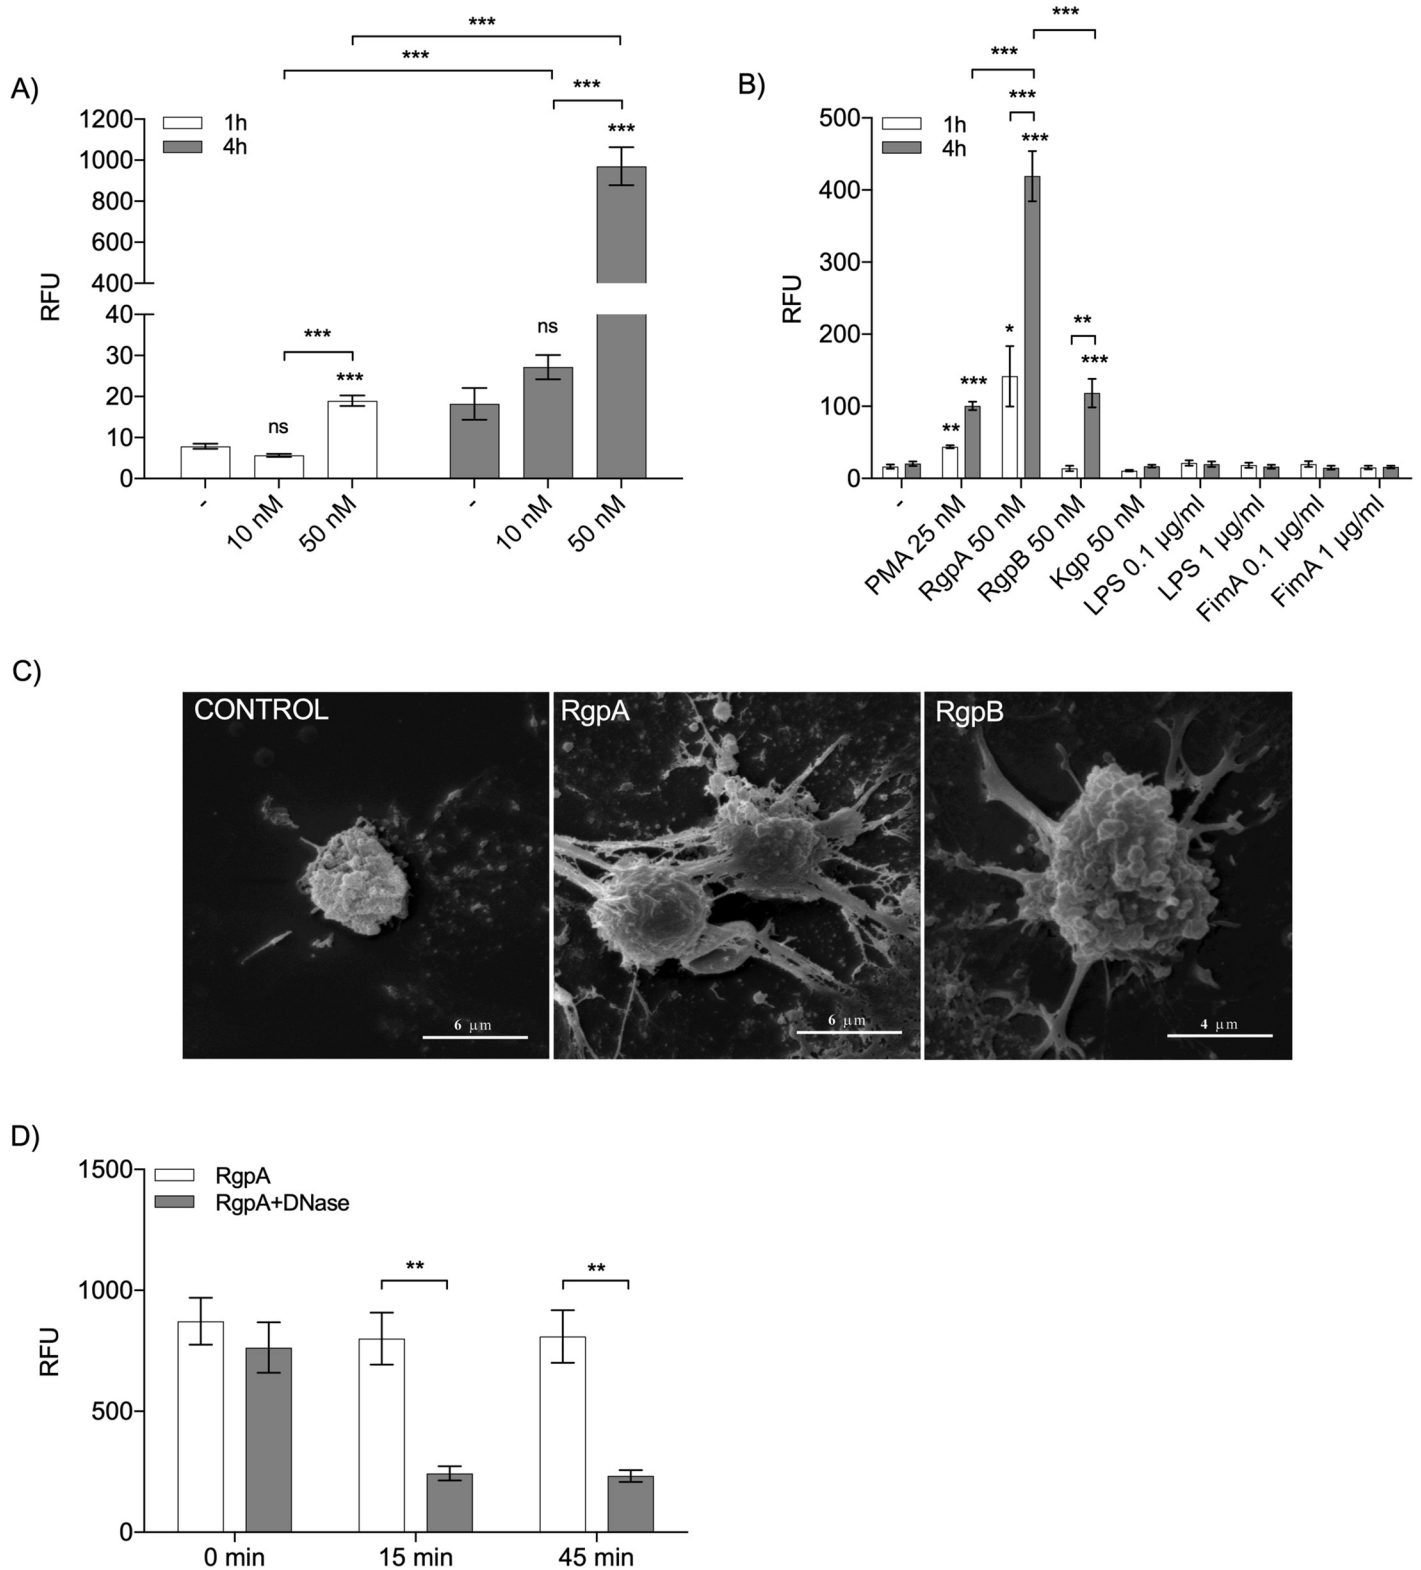 A)
***
***
***
***
1h
4h
1200
1000
800
600
400
40
30
20
10
0
RFU
ns
***
***
ns
-
10 nM
50 nM
-
10 nM
50 nM
B)
***
***
***
***
1h
4h
500
400
300
200
100
0
RFU
**
***
*
**
***
-
PMA 25 nM
RgpA 50 nM
RgpB 50 nM
Kgp 50 nM
LPS 0.1 µg/ml
LPS 1 µg/ml
FimA 0.1 µg/ml
FimA 1 µg/ml
C)
CONTROL
6 µm
RgpA
6 µm
RgpB
4 µm
D)
RgpA
RgpA+DNase
1500
1000
500
0
RFU
**
**
0 min
15 min
45 min